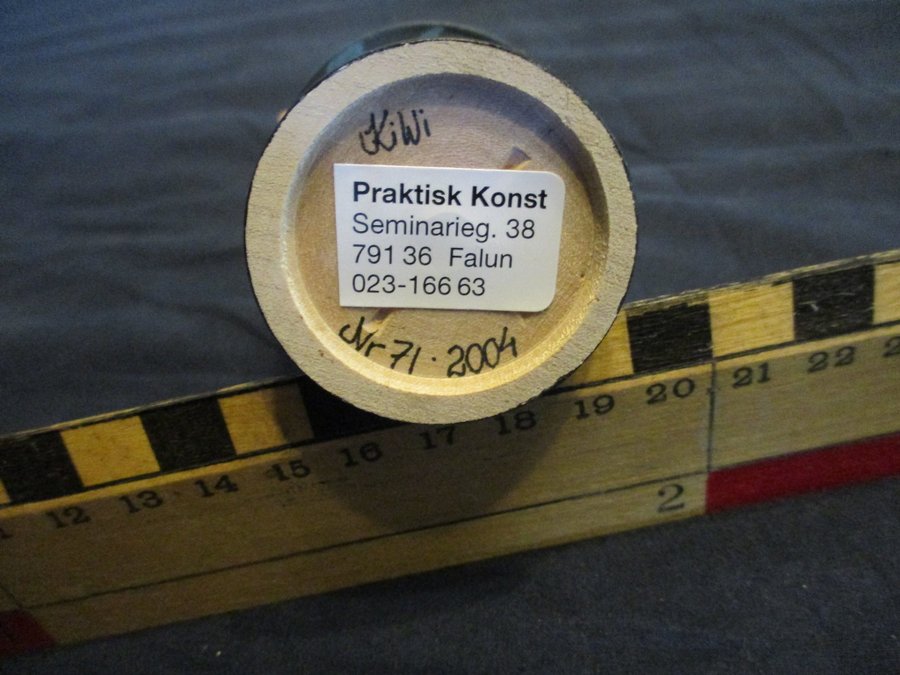 KiWi
Praktisk Konst
Seminarieg. 38
791 36 Falun
023-166 63
Nr 71. 2004
12 13 14 15 16 17 18 19 20 21 22
2